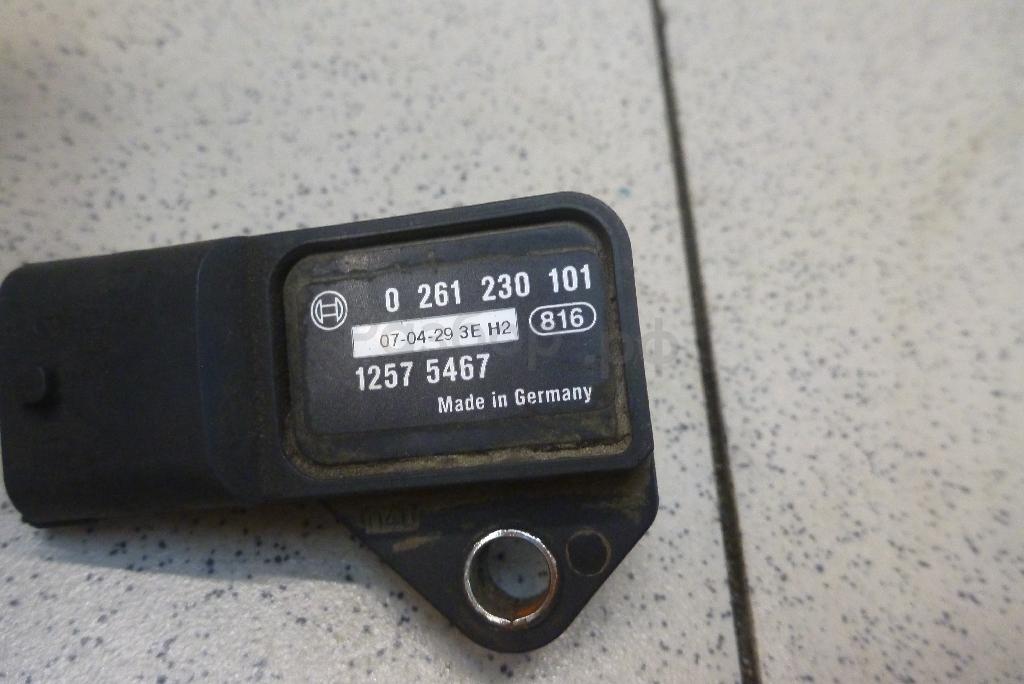 0 261 230 101
07-04-29 3E H2 816
1257 5467
Made in Germany